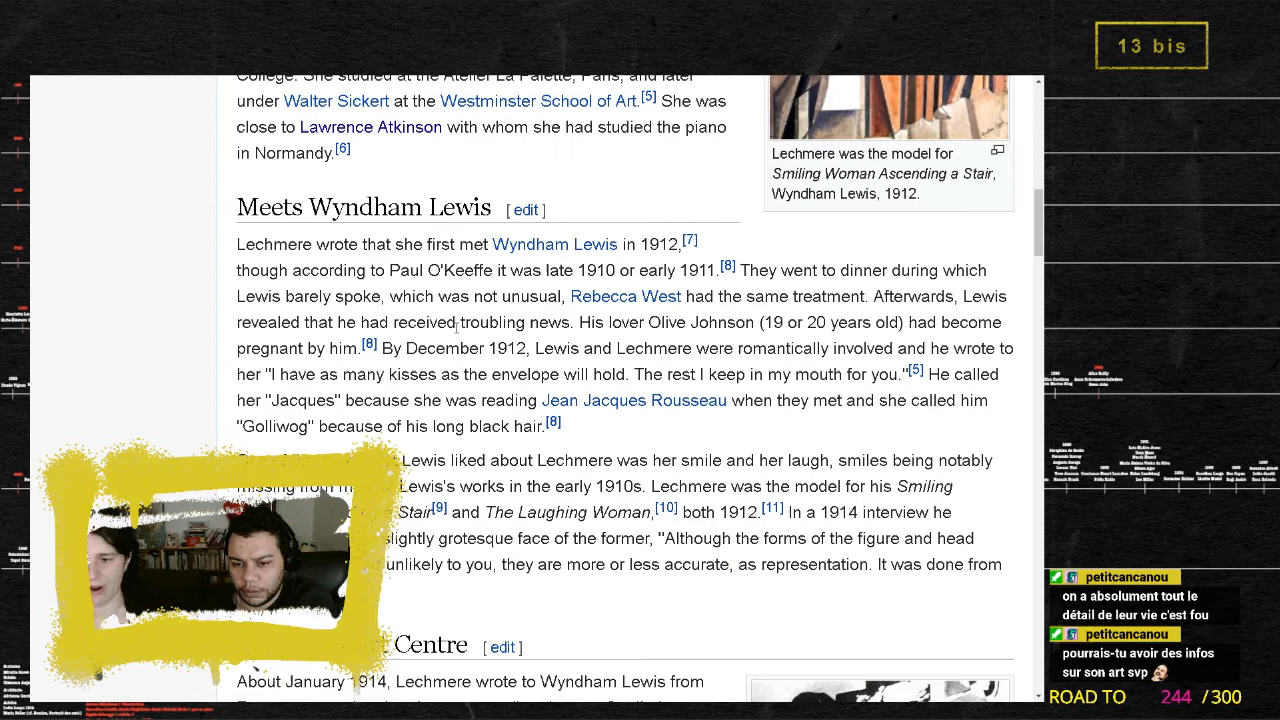 13 bis
College. She studied at the Atelier La Palette, Paris, and later
under Walter Sickert at the Westminster School of Art.[5] She was
close to Lawrence Atkinson with whom she had studied the piano
in Normandy.[6]
Lechmere was the model for
Smiling Woman Ascending a Stair,
Wyndham Lewis, 1912.
Meets Wyndham Lewis [ edit ]
Lechmere wrote that she first met Wyndham Lewis in 1912,[7]
though according to Paul O'Keeffe it was late 1910 or early 1911.[8] They went to dinner during which
Lewis barely spoke, which was not unusual, Rebecca West had the same treatment. Afterwards, Lewis
revealed that he had received troubling news. His lover Olive Johnson (19 or 20 years old) had become
pregnant by him.[8] By December 1912, Lewis and Lechmere were romantically involved and he wrote to
her "I have as many kisses as the envelope will hold. The rest I keep in my mouth for you."[5] He called
her "Jacques" because she was reading Jean Jacques Rousseau when they met and she called him
"Golliwog" because of his long black hair.[8]
asked about Lechmere was her smile and her laugh, smiles being notably
missing from Lewis's works in the early 1910s. Lechmere was the model for his Smiling
Stair[9] and The Laughing Woman,[10] both 1912.[11] In a 1914 interview he
slightly grotesque face of the former, "Although the forms of the figure and head
unlikely to you, they are more or less accurate, as representation. It was done from
Centre [ edit ]
About January 1914, Lechmere wrote to Wyndham Lewis from
petitcancanou
on a absolument tout le
détail de leur vie c'est fou
petitcancanou
pourrais-tu avoir des infos
sur son art svp
ROAD TO 244 / 300